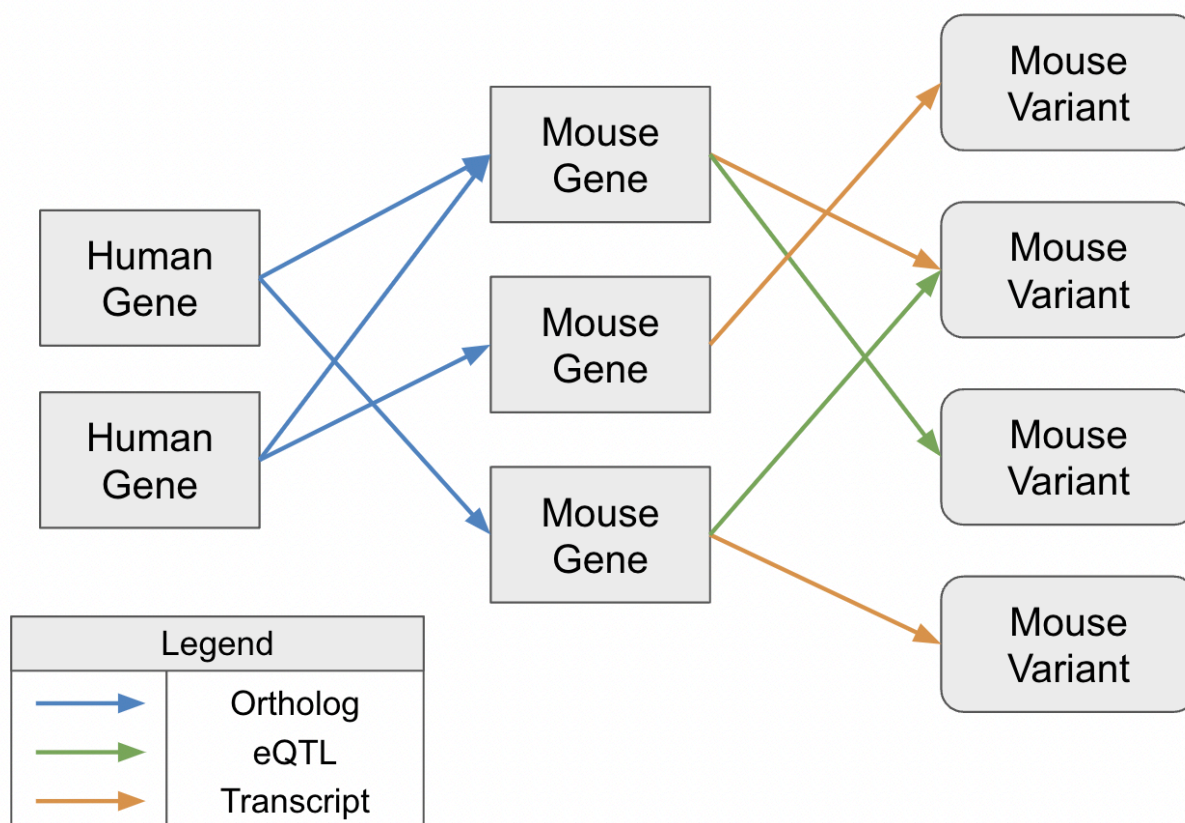 Human
Gene
Human
Gene
Mouse
Gene
Mouse
Gene
Mouse
Gene
Mouse
Variant
Mouse
Variant
Mouse
Variant
Mouse
Variant
Legend
Ortholog
eQTL
Transcript